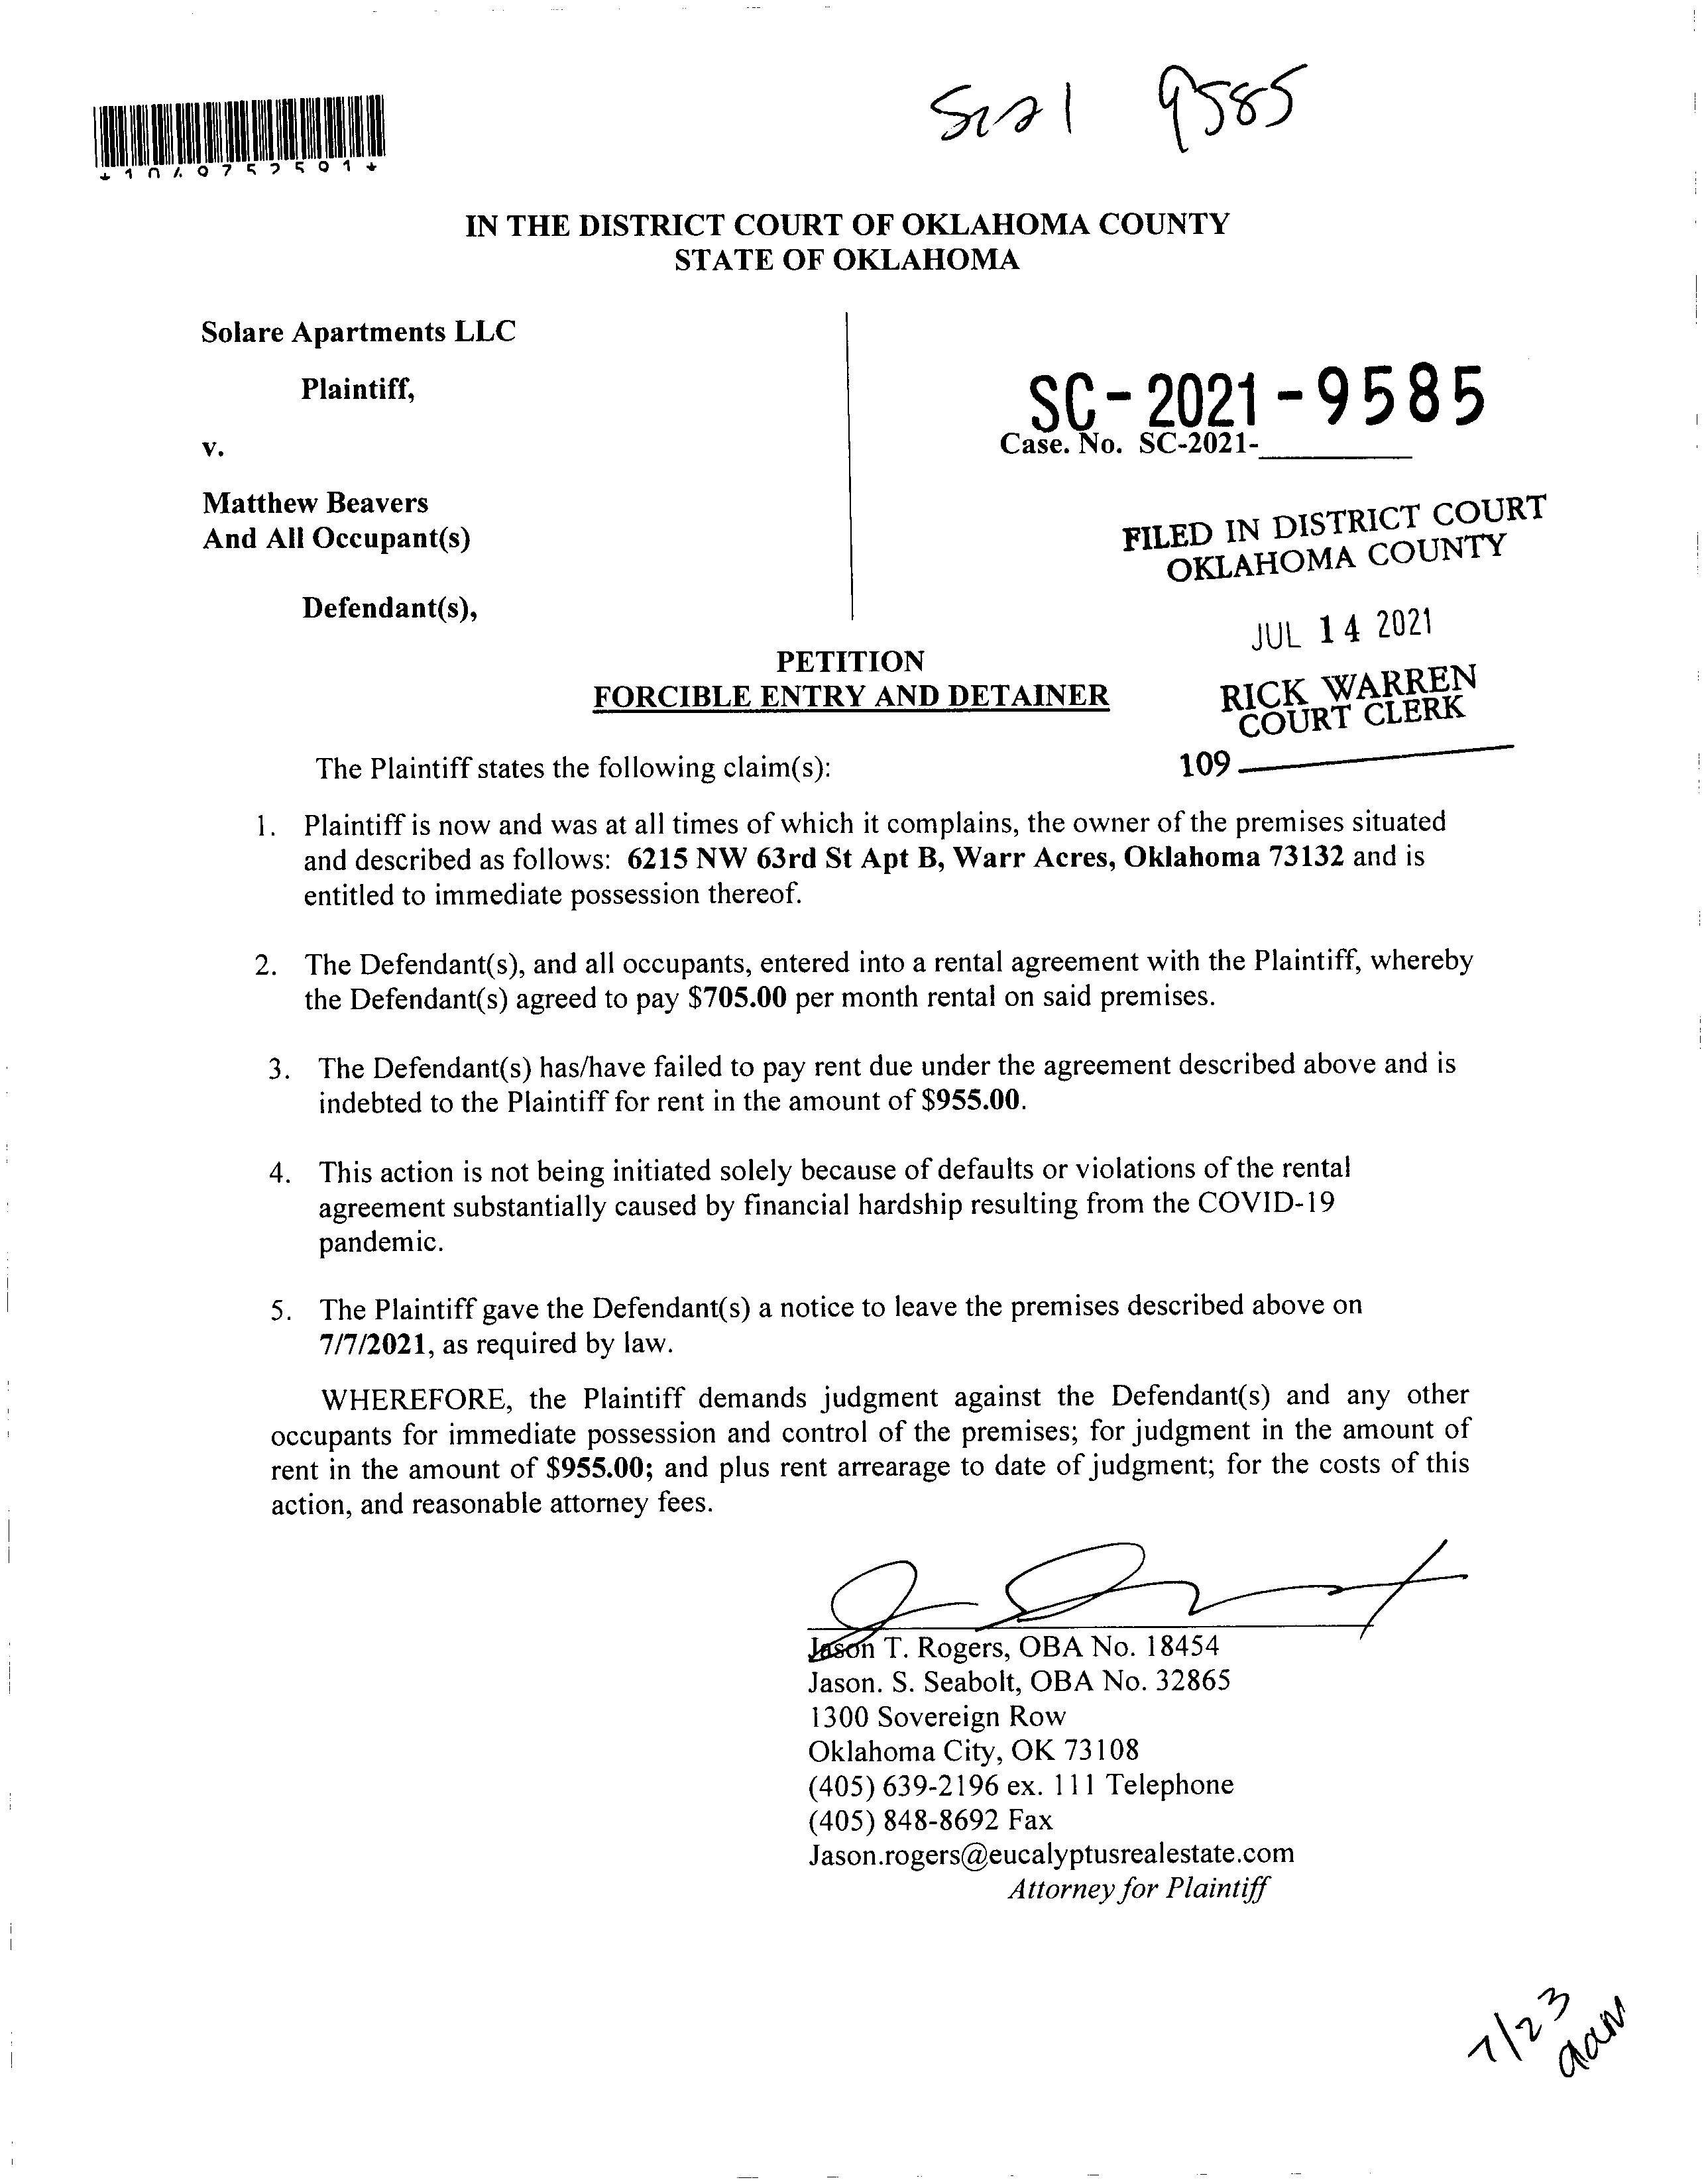 Sc21 9585
IN THE DISTRICT COURT OF OKLAHOMA COUNTY
STATE OF OKLAHOMA
Solare Apartments LLC
Plaintiff,
v.
Matthew Beavers
And All Occupant(s)
Defendant(s),
SC-2021-9585
Case. No. SC-2021-
FILED IN DISTRICT COURT
OKLAHOMA COUNTY
JUL 14 2021
RICK WARREN
COURT CLERK
109
PETITION
FORCIBLE ENTRY AND DETAINER
The Plaintiff states the following claim(s):
1. Plaintiff is now and was at all times of which it complains, the owner of the premises situated
and described as follows: 6215 NW 63rd St Apt B, Warr Acres, Oklahoma 73132 and is
entitled to immediate possession thereof.
2. The Defendant(s), and all occupants, entered into a rental agreement with the Plaintiff, whereby
the Defendant(s) agreed to pay $705.00 per month rental on said premises.
3. The Defendant(s) has/have failed to pay rent due under the agreement described above and is
indebted to the Plaintiff for rent in the amount of $955.00.
4. This action is not being initiated solely because of defaults or violations of the rental
agreement substantially caused by financial hardship resulting from the COVID-19
pandemic.
5. The Plaintiff gave the Defendant(s) a notice to leave the premises described above on
7/7/2021, as required by law.
WHEREFORE, the Plaintiff demands judgment against the Defendant(s) and any other
occupants for immediate possession and control of the premises; for judgment in the amount of
rent in the amount of $955.00; and plus rent arrearage to date of judgment; for the costs of this
action, and reasonable attorney fees.
Jason T. Rogers, OBA No. 18454
Jason. S. Seabolt, OBA No. 32865
1300 Sovereign Row
Oklahoma City, OK 73108
(405) 639-2196 ex. 111 Telephone
(405) 848-8692 Fax
Jason.rogers@eucalyptusrealestate.com
Attorney for Plaintiff
7/23